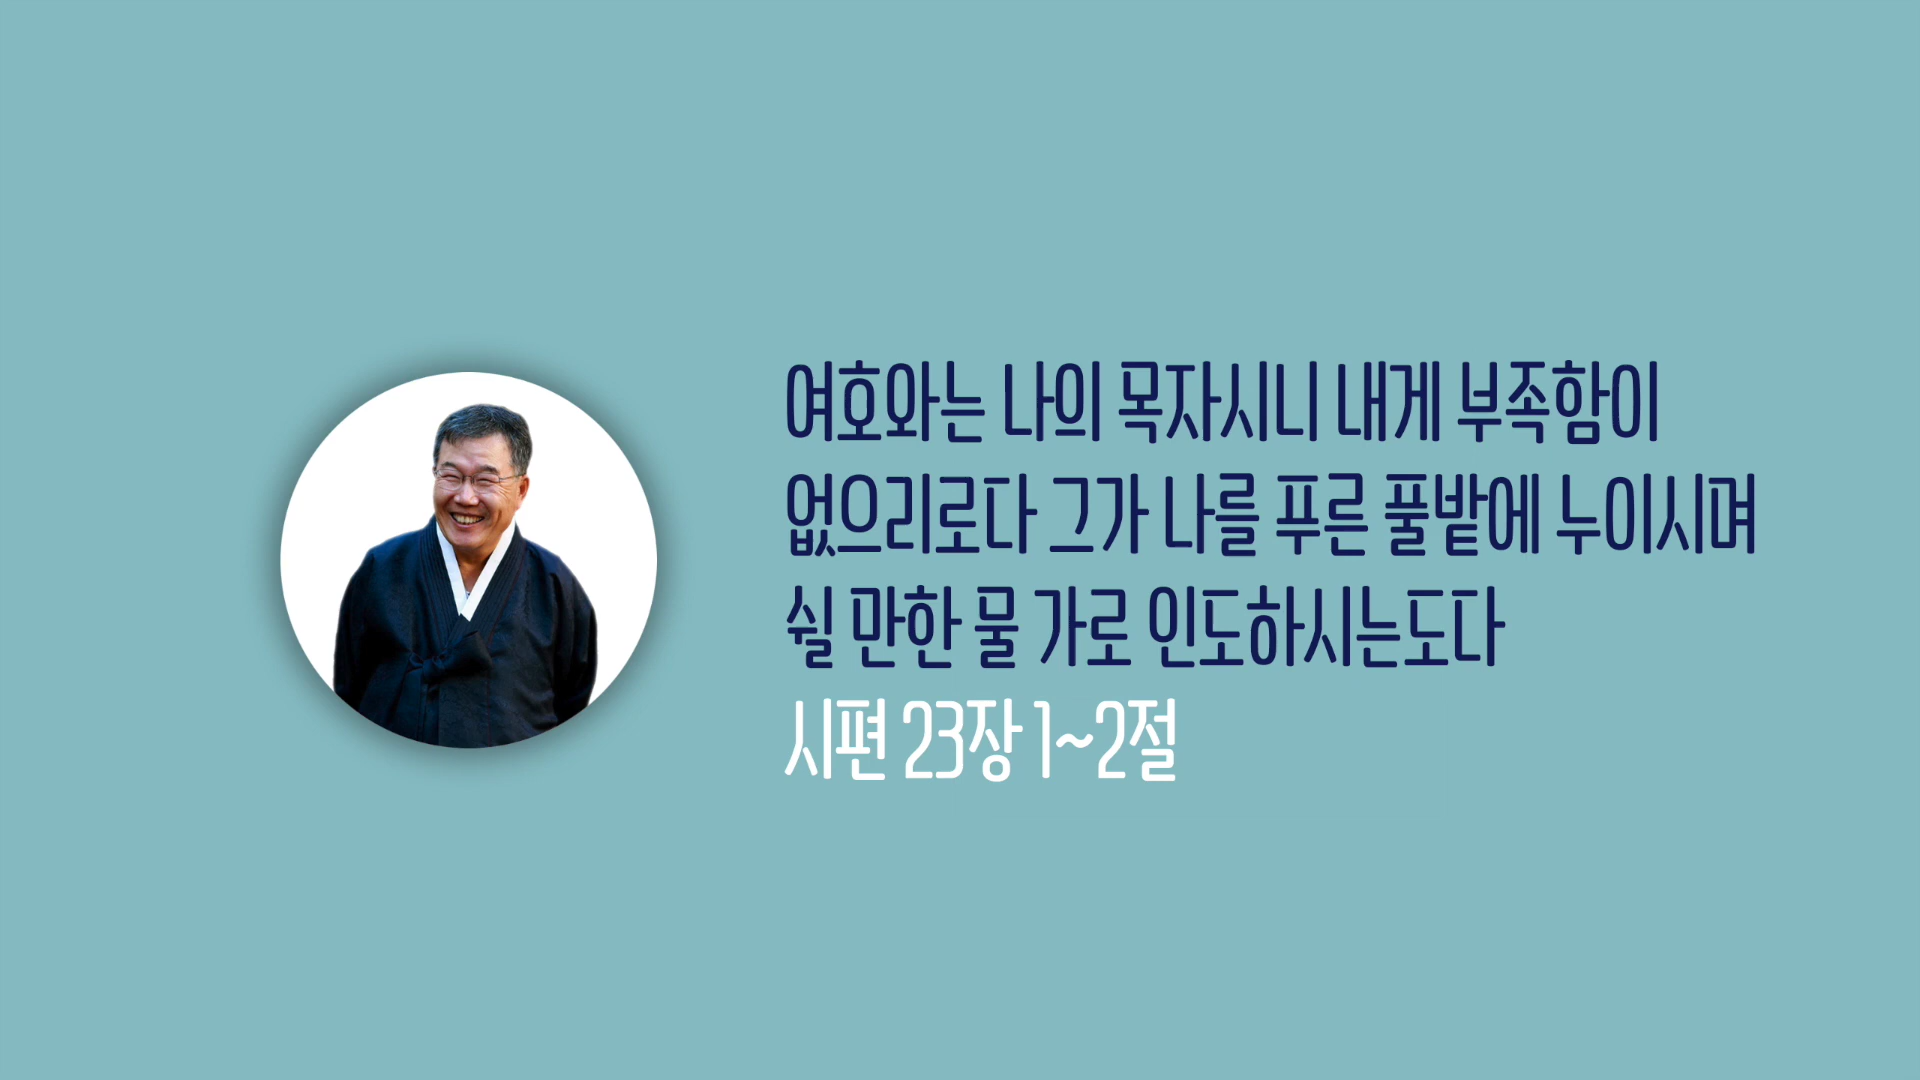 여호와는 나의 목자시니 내게 부족함이
없으리로다 그가 나를 푸른 풀밭에 누이시며
쉴 만한 물 가로 인도하시는도다
시편 23장 1~2절